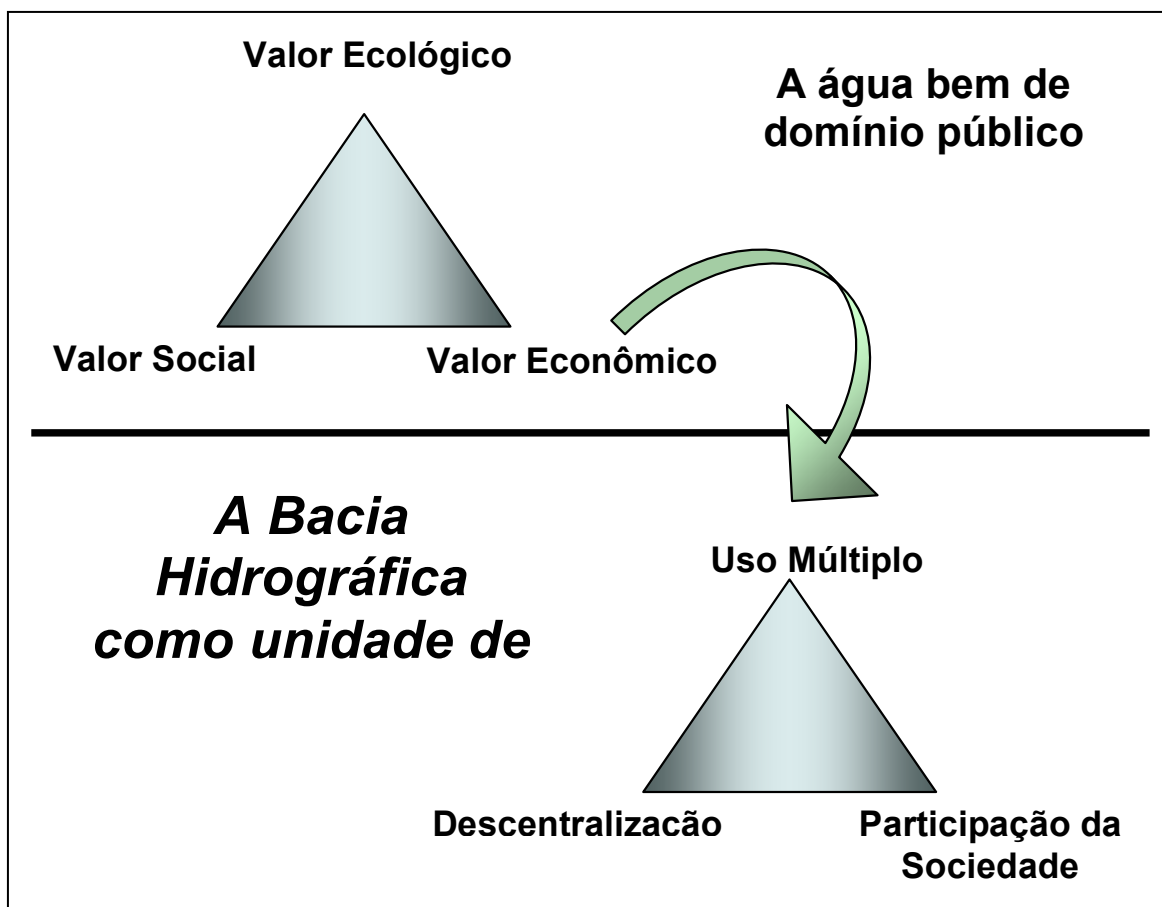 Valor Ecológico
A água bem de
domínio público
Valor Social
Valor Econômico
A Bacia
Hidrográfica
como unidade de
Uso Múltiplo
Descentralizacão
Participação da
Sociedade